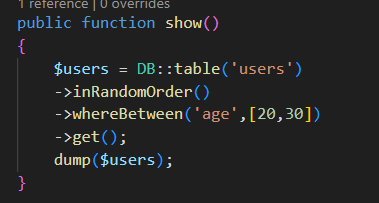 1 reference | 0 overrides
public function show()
{
    $users = DB::table('users')
    ->inRandomOrder()
    ->whereBetween('age',[20,30])
    ->get();
    dump($users);
}